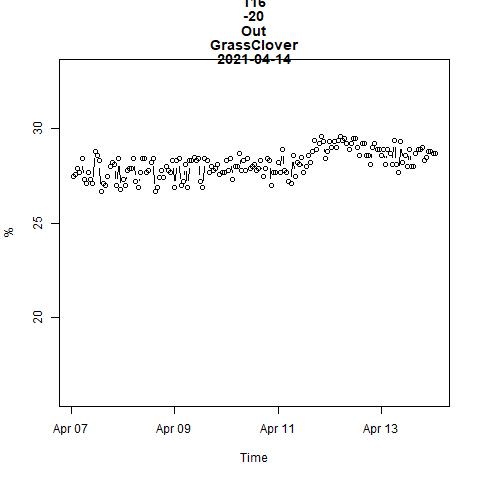 T16
-20
Out
GrassClover
2021-04-14
%
30
25
20
Apr 07
Apr 09
Apr 11
Apr 13
Time